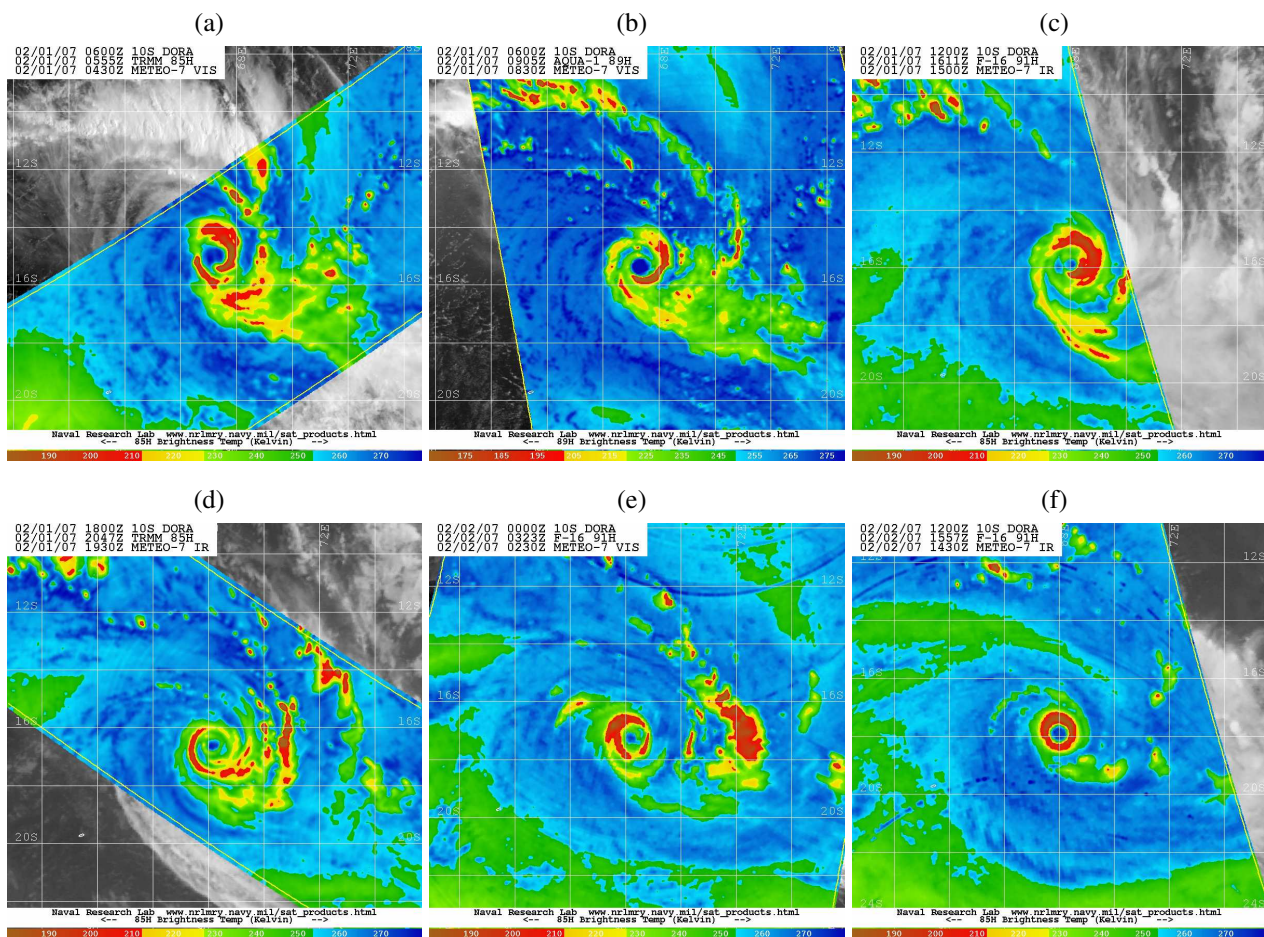 (a)
02/01/07 0600Z 10S DORA
02/01/07 0555Z TRMM 85H
02/01/07 0430Z METEO-7 VIS
68E
72E
12S
12S
16S
16S
20S
20S
Naval Research Lab www.nrlmry.navy.mil/sat_products.html
<-- 85H Brightness Temp (Kelvin) -->
190 200 210 220 230 240 250 260 270
(b)
02/01/07 0600Z 10S DORA
02/01/07 0905Z AQUA-1 89H
02/01/07 0830Z METEO-7 VIS
68E
72E
12S
12S
16S
16S
20S
20S
Naval Research Lab www.nrlmry.navy.mil/sat_products.html
<-- 89H Brightness Temp (Kelvin) -->
175 185 195 205 215 225 235 245 255 265 275
(c)
02/01/07 1200Z 10S DORA
02/01/07 1611Z F-16 91H
02/01/07 1500Z METEO-7 IR
68E
72E
12S
12S
16S
16S
20S
20S
Naval Research Lab www.nrlmry.navy.mil/sat_products.html
<-- 85H Brightness Temp (Kelvin) -->
190 200 210 220 230 240 250 260 270
(d)
02/01/07 1800Z 10S DORA
02/01/07 2047Z TRMM 85H
02/01/07 1930Z METEO-7 IR
72E
12S
12S
16S
16S
20S
20S
Naval Research Lab www.nrlmry.navy.mil/sat_products.html
<-- 85H Brightness Temp (Kelvin) -->
190 200 210 220 230 240 250 260 270
(e)
02/02/07 0000Z 10S DORA
02/02/07 0323Z F-16 91H
02/02/07 0230Z METEO-7 VIS
72E
12S
12S
16S
16S
20S
20S
Naval Research Lab www.nrlmry.navy.mil/sat_products.html
<-- 85H Brightness Temp (Kelvin) -->
190 200 210 220 230 240 250 260 270
(f)
02/02/07 1200Z 10S DORA
02/02/07 1557Z F-16 91H
02/02/07 1430Z METEO-7 IR
68E
72E
12S
16S
16S
20S
20S
24S
24S
Naval Research Lab www.nrlmry.navy.mil/sat_products.html
<-- 85H Brightness Temp (Kelvin) -->
190 200 210 220 230 240 250 260 270